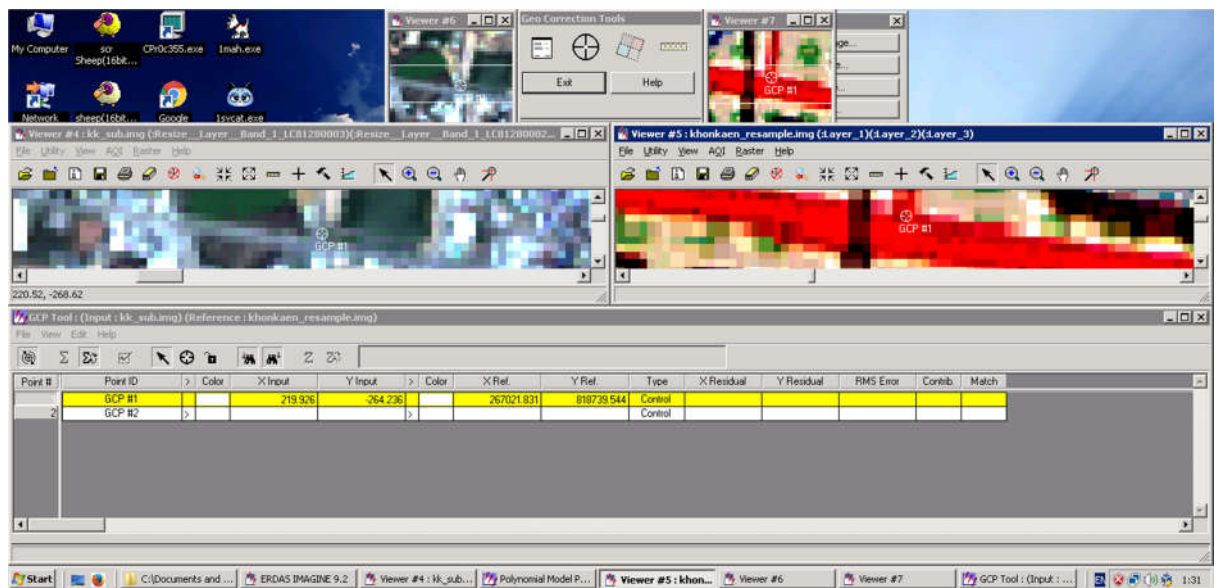 Viewer #6
Geo Correction Tools
Viewer #7
My Computer
scr
Sheep(16bit...
CPr0c355.exe
1mah.exe
Exit
Help
GCP #1
Network
sheep(16bit...
Google
1svcat.exe
Viewer #4 : kk_sub.img (:Resize__Layer__Band_1_LC81280003)(:Resize__Layer__Band_1_LC81280002...
Viewer #5 : khonkaen_resample.img (:Layer_1)(:Layer_2)(:Layer_3)
File Utility View AOI Raster Help
File Utility View AOI Raster Help
GCP #1
GCP #1
220.52, -268.62
GCP Tool : (Input : kk_sub.img) (Reference : khonkaen_resample.img)
File View Edit Help
Point # Point ID > Color X Input Y Input > Color X Ref. Y Ref. Type X Residual Y Residual RMS Error Contrib. Match
GCP #1 219.926 -264.236 267021.831 818739.544 Control
2 GCP #2 > > Control
Start
C:\Documents and ...
ERDAS IMAGINE 9.2
Viewer #4 : kk_sub...
Polynomial Model P...
Viewer #5 : khon...
Viewer #6
Viewer #7
GCP Tool : (Input : ...
1:31